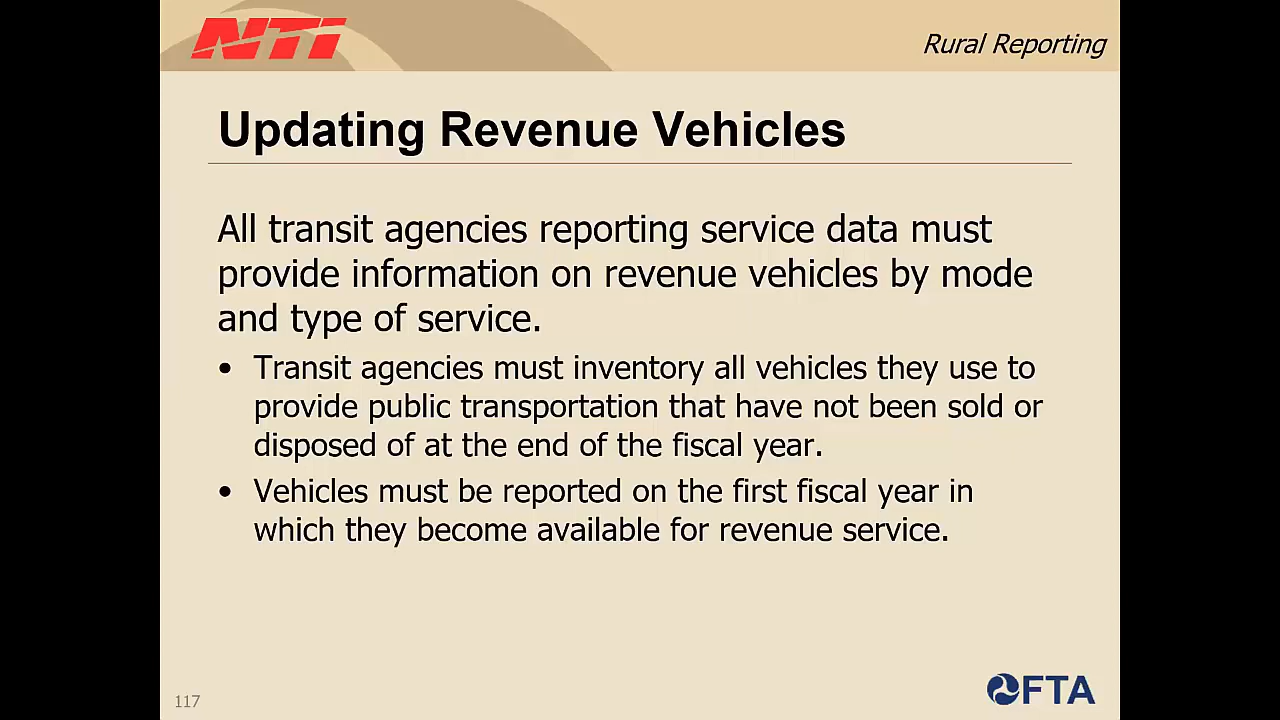 NTI
Rural Reporting
Updating Revenue Vehicles
All transit agencies reporting service data must
provide information on revenue vehicles by mode
and type of service.
• Transit agencies must inventory all vehicles they use to
provide public transportation that have not been sold or
disposed of at the end of the fiscal year.
• Vehicles must be reported on the first fiscal year in
which they become available for revenue service.
117
FTA